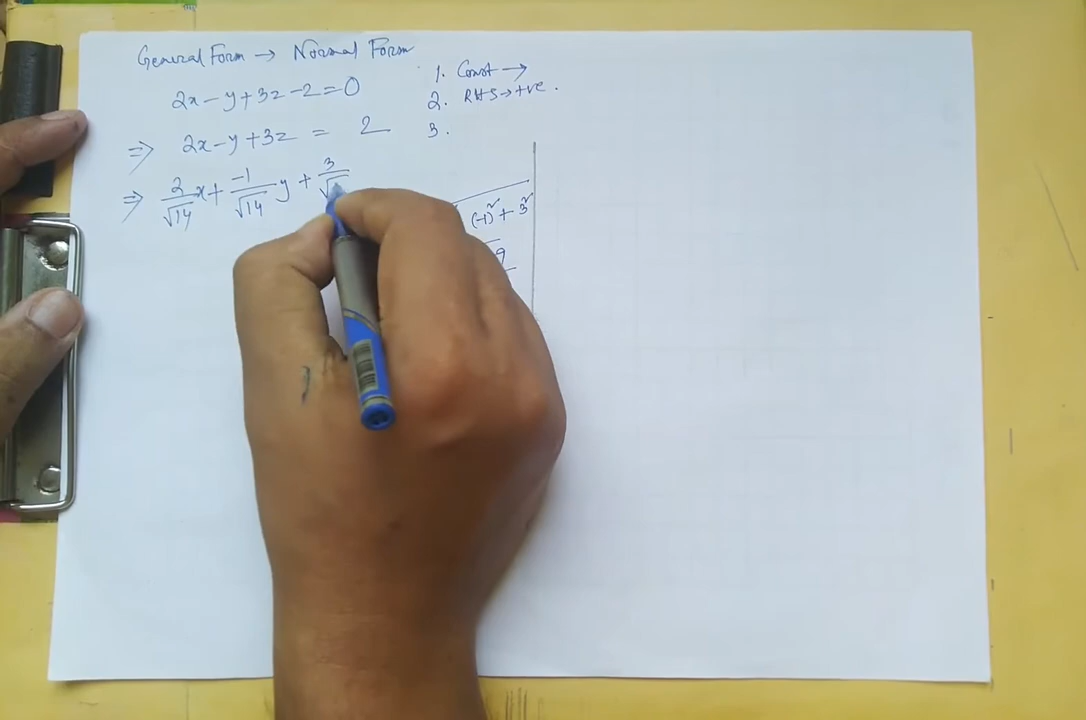 General Form → Normal Form
2x - y + 3z - 2 = 0
⇒ 2x - y + 3z = 2
⇒ 2/√14 x + -1/√14 y + 3/√
1. Const →
2. RHS → +ve.
3.
(-1)² + 3²
9